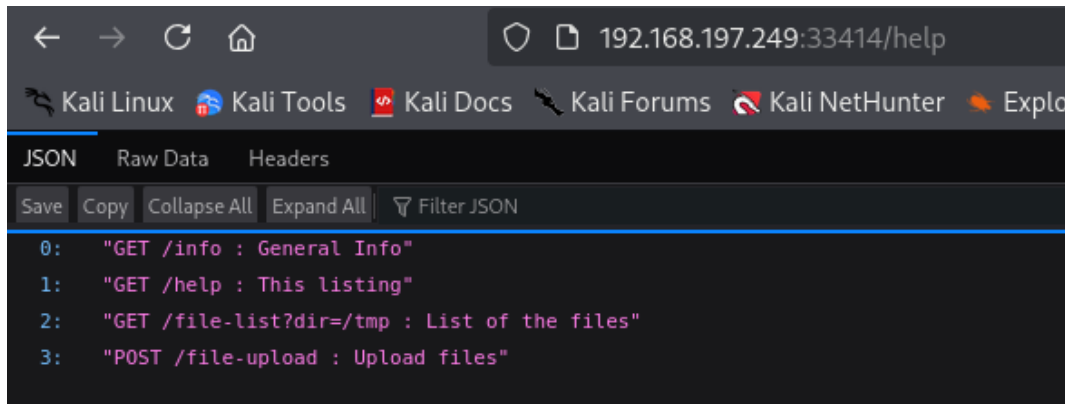 192.168.197.249:33414/help
Kali Linux Kali Tools Kali Docs Kali Forums Kali NetHunter Explo
JSON Raw Data Headers
Save Copy Collapse All Expand All Filter JSON
0: "GET /info : General Info"
1: "GET /help : This listing"
2: "GET /file-list?dir=/tmp : List of the files"
3: "POST /file-upload : Upload files"